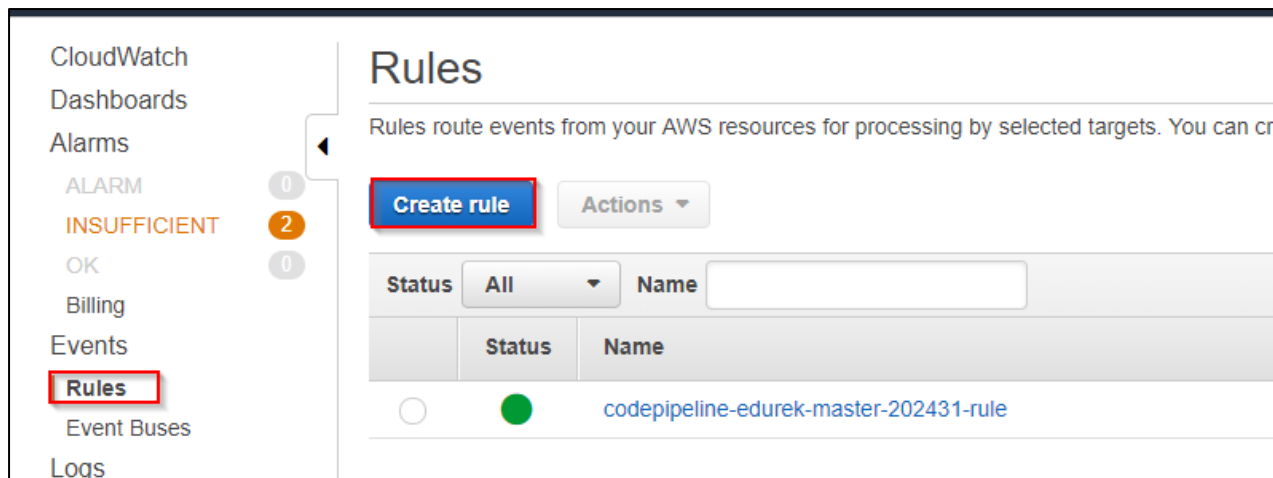 CloudWatch
Dashboards
Alarms
ALARM 0
INSUFFICIENT 2
OK 0
Billing
Events
Rules
Event Buses
Logs
Rules
Rules route events from your AWS resources for processing by selected targets. You can cr
Create rule Actions
Status All Name
Status Name
codepipeline-edurek-master-202431-rule